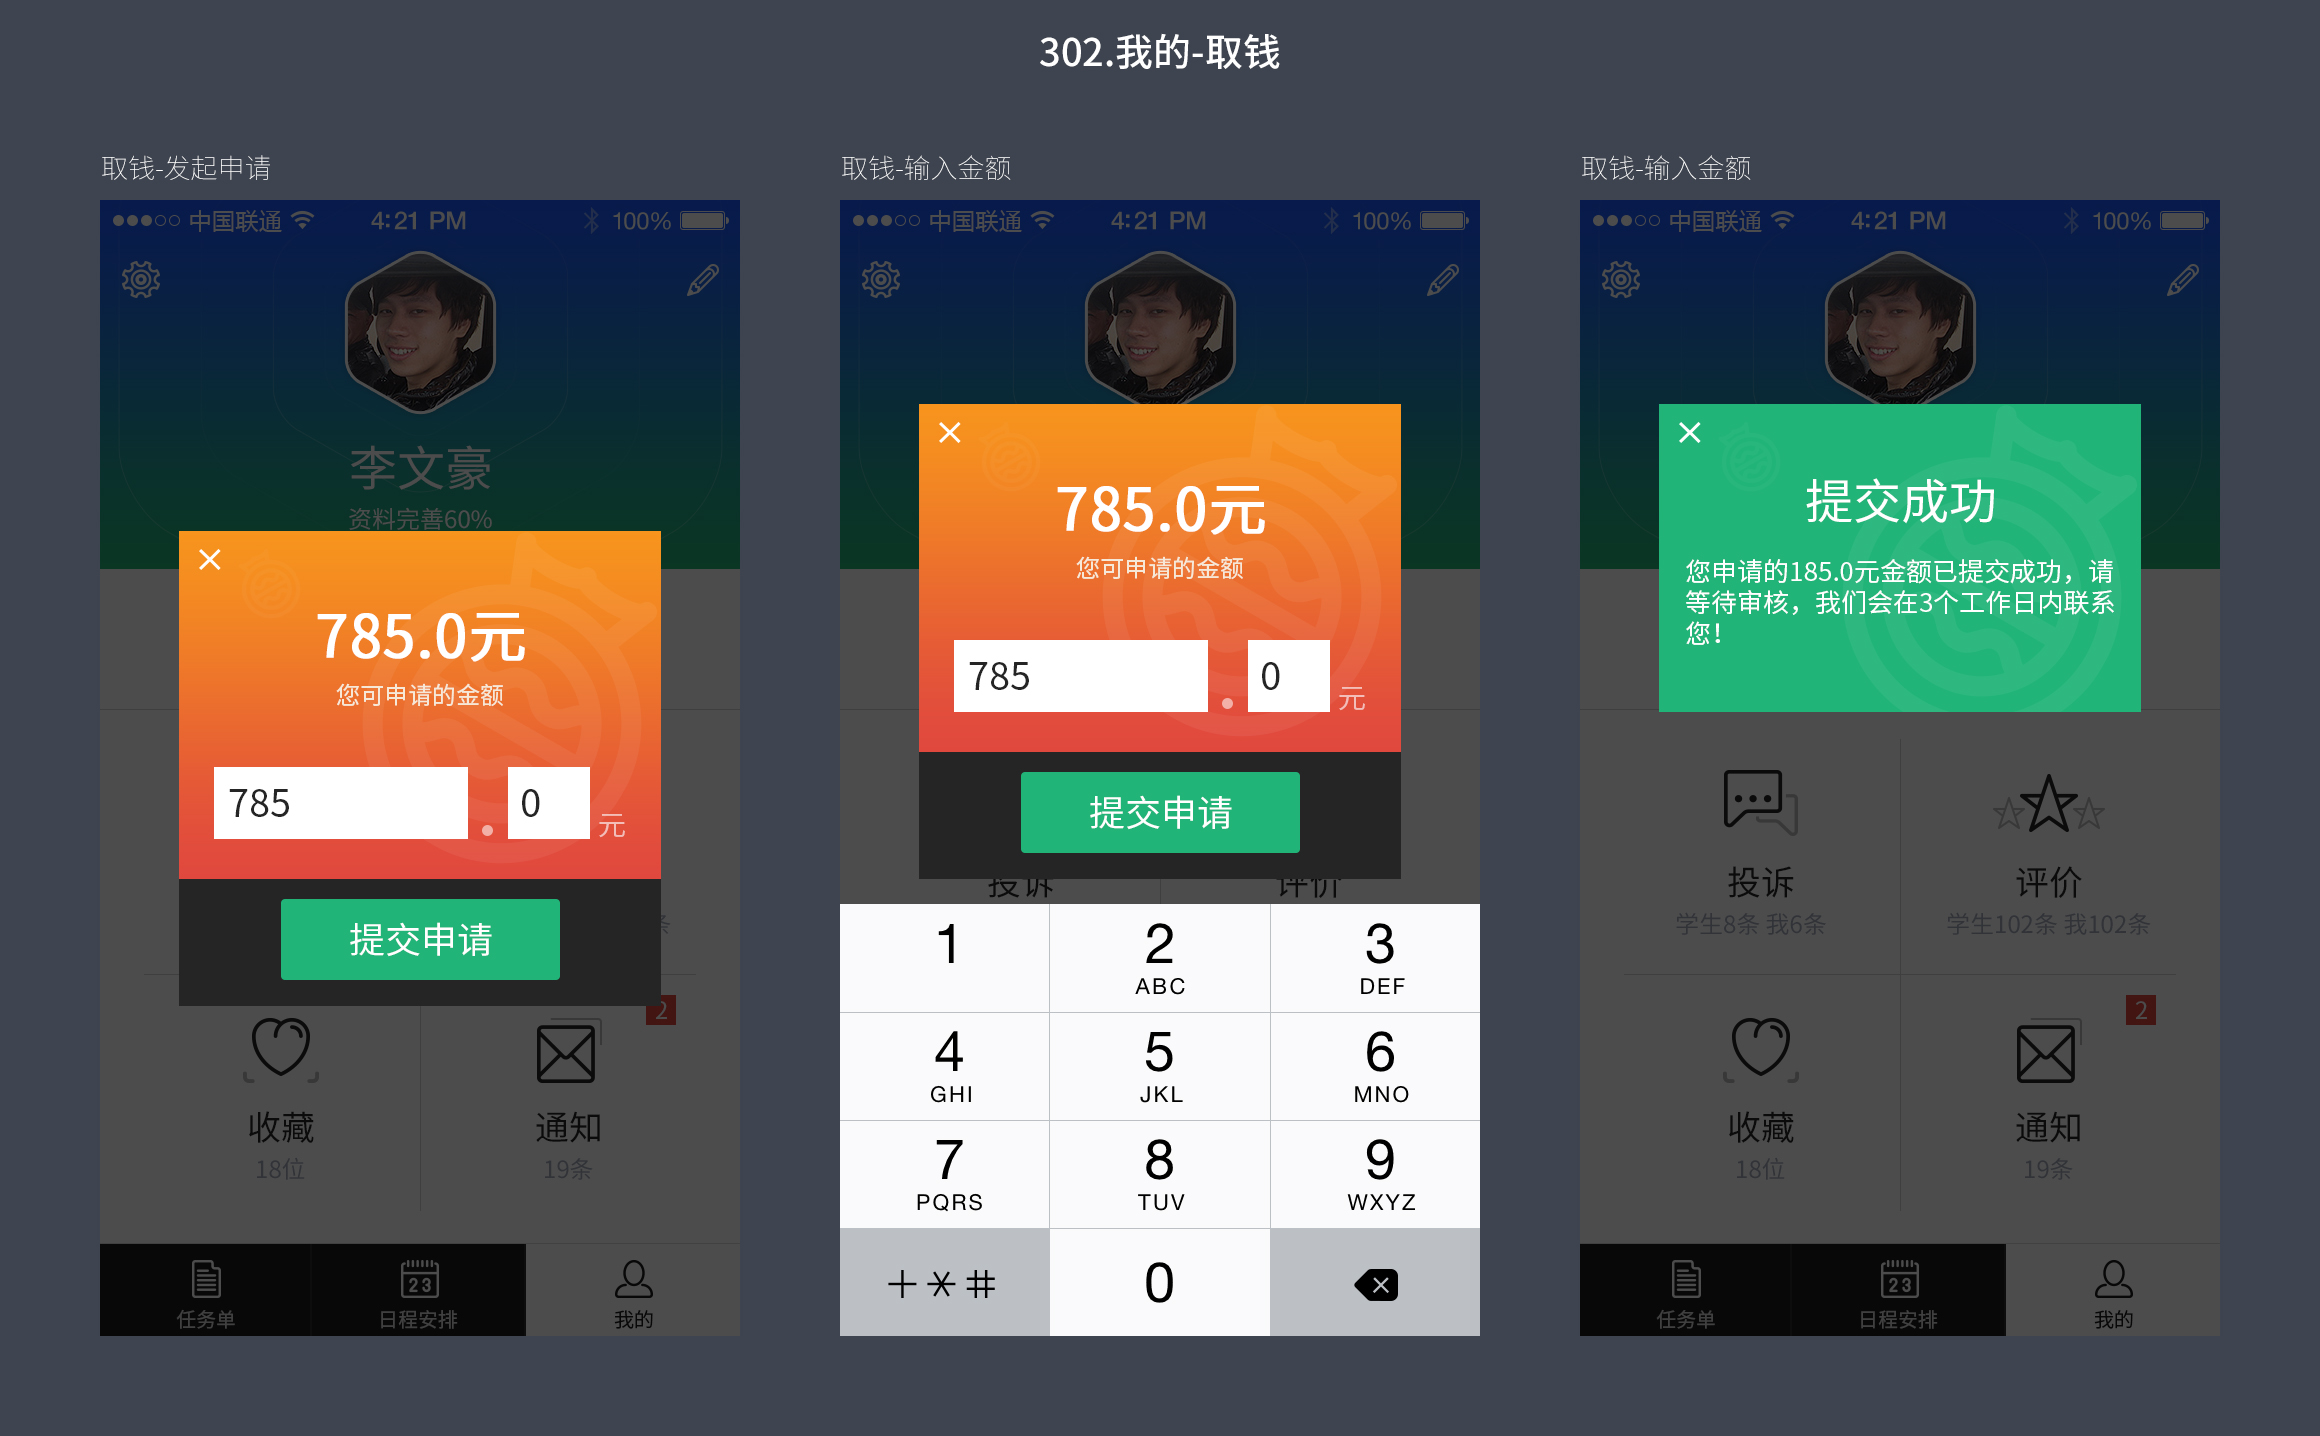 302.我的-取钱
取钱-发起申请
中国联通
4:21 PM
100%
李文豪
资料完善60%
785.0元
您可申请的金额
785
.
0
元
提交申请
条
2
收藏
18位
通知
19条
23
任务单
日程安排
我的
取钱-输入金额
中国联通
4:21 PM
100%
785.0元
您可申请的金额
785
.
0
元
提交申请
投诉
评价
1
2
ABC
3
DEF
4
GHI
5
JKL
6
MNO
7
PQRS
8
TUV
9
WXYZ
+*#
0
取钱-输入金额
中国联通
4:21 PM
100%
提交成功
您申请的185.0元金额已提交成功，请
等待审核，我们会在3个工作日内联系
您！
投诉
学生8条 我6条
评价
学生102条 我102条
2
收藏
18位
通知
19条
23
任务单
日程安排
我的